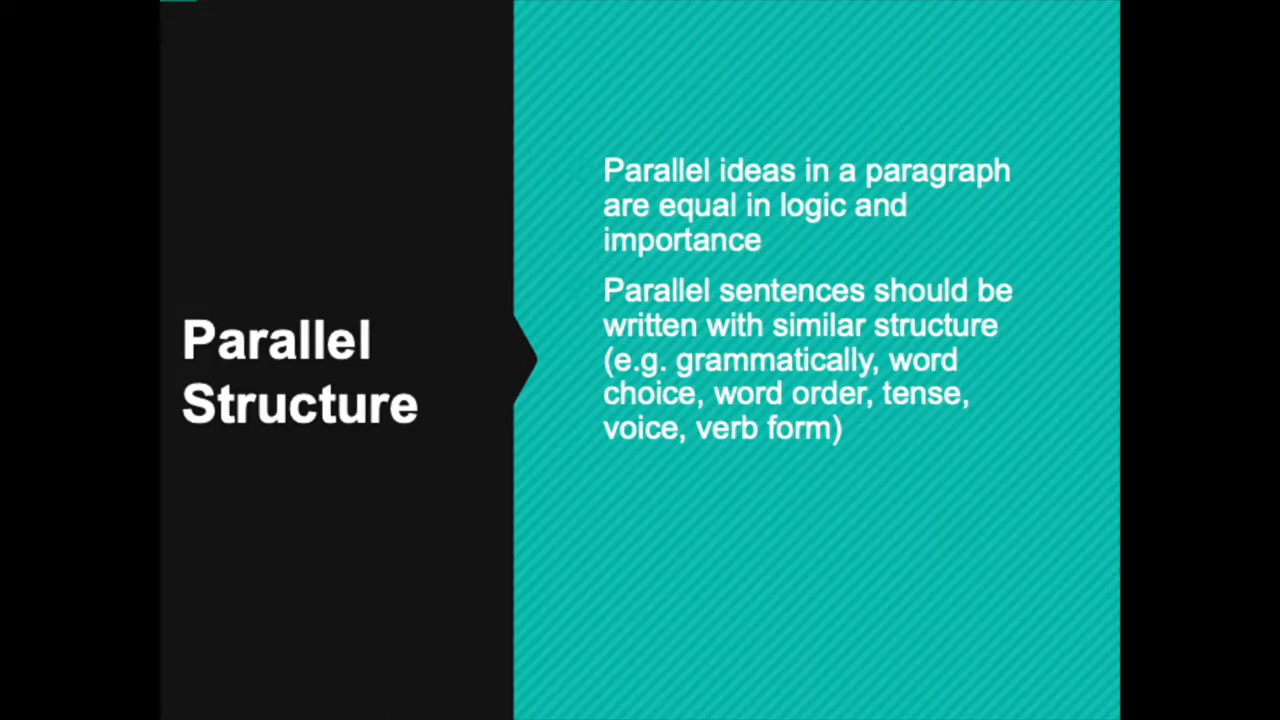 Parallel
Structure
Parallel ideas in a paragraph
are equal in logic and
importance
Parallel sentences should be
written with similar structure
(e.g. grammatically, word
choice, word order, tense,
voice, verb form)